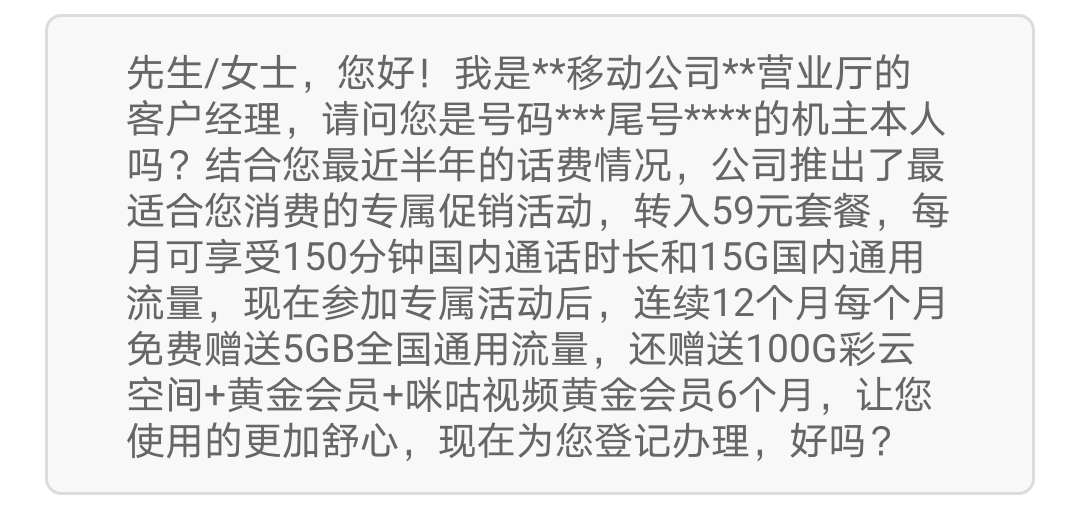 先生/女士，您好！我是**移动公司**营业厅的
客户经理，请问您是号码***尾号****的机主本人
吗？结合您最近半年的话费情况，公司推出了最
适合您消费的专属促销活动，转入59元套餐，每
月可享受150分钟国内通话时长和15G国内通用
流量，现在参加专属活动后，连续12个月每个月
免费赠送5GB全国通用流量，还赠送100G彩云
空间+黄金会员+咪咕视频黄金会员6个月，让您
使用的更加舒心，现在为您登记办理，好吗？